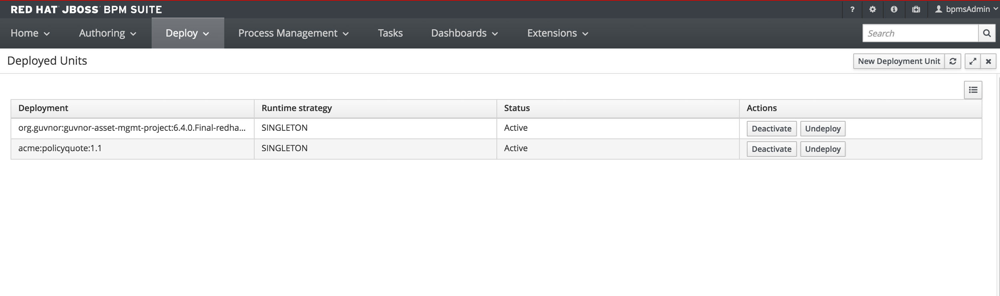 RED HAT JBOSS BPM SUITE
? bpmsAdmin
Home Authoring Deploy Process Management Tasks Dashboards Extensions Search
Deployed Units New Deployment Unit
Deployment Runtime strategy Status Actions
org.guvnor:guvnor-asset-mgmt-project:6.4.0.Final-redha... SINGLETON Active Deactivate Undeploy
acme:policyquote:1.1 SINGLETON Active Deactivate Undeploy